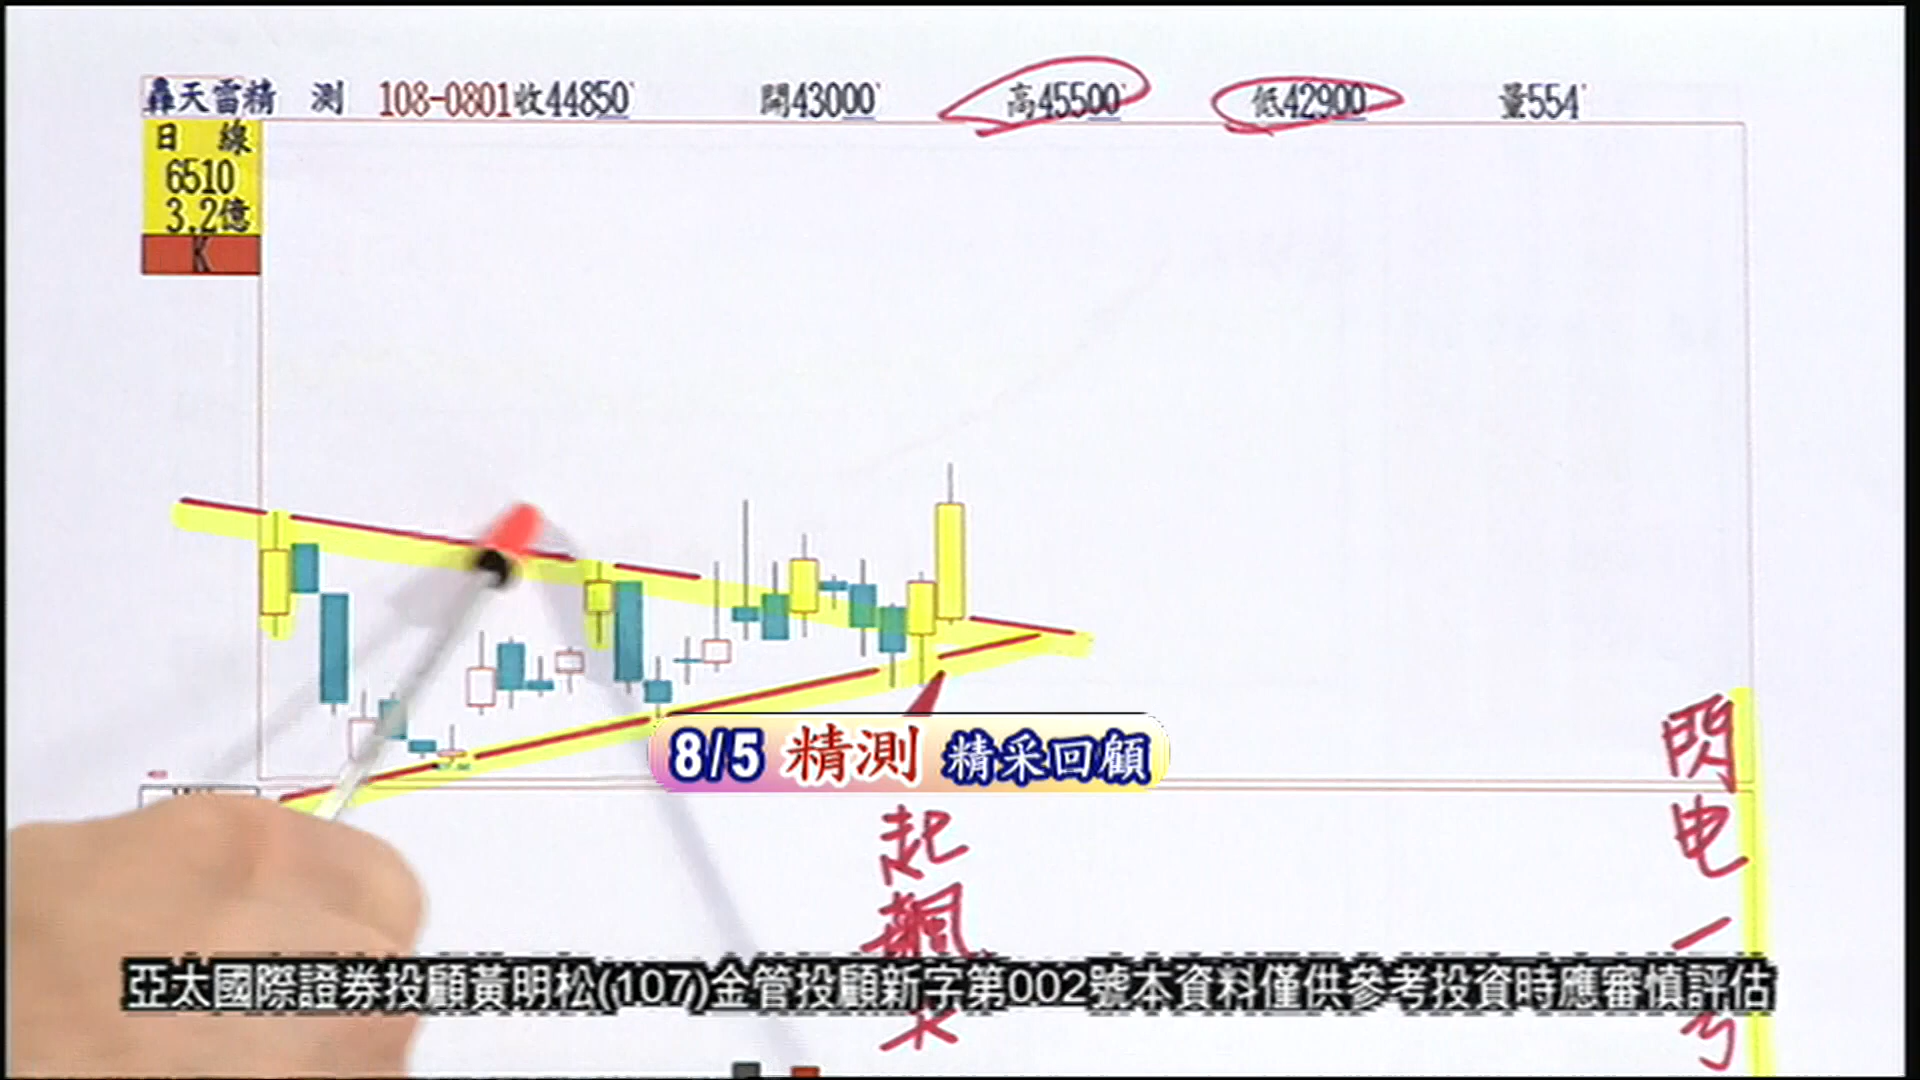 轟天雷精 測 108-0801收44850 開43000 高45500 低42900 量554
日 線
6510
3.2億
K
8/5 精測 精采回顧
起飆
閃电一
亞太國際證券投顧黃明松(107)金管投顧新字第002號本資料僅供參考投資時應審慎評估